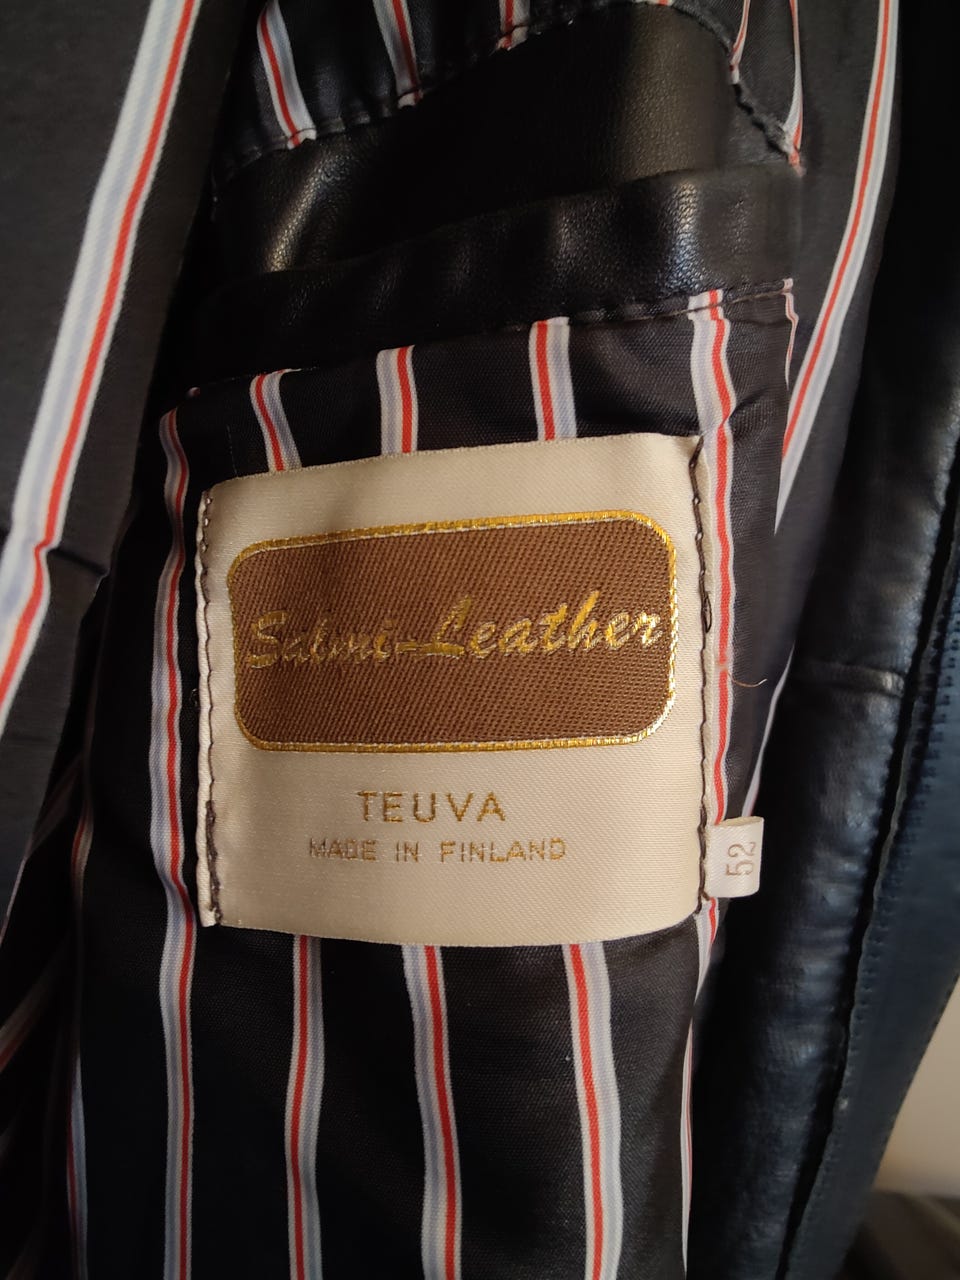 Salmi-Leather
TEUVA
MADE IN FINLAND
52